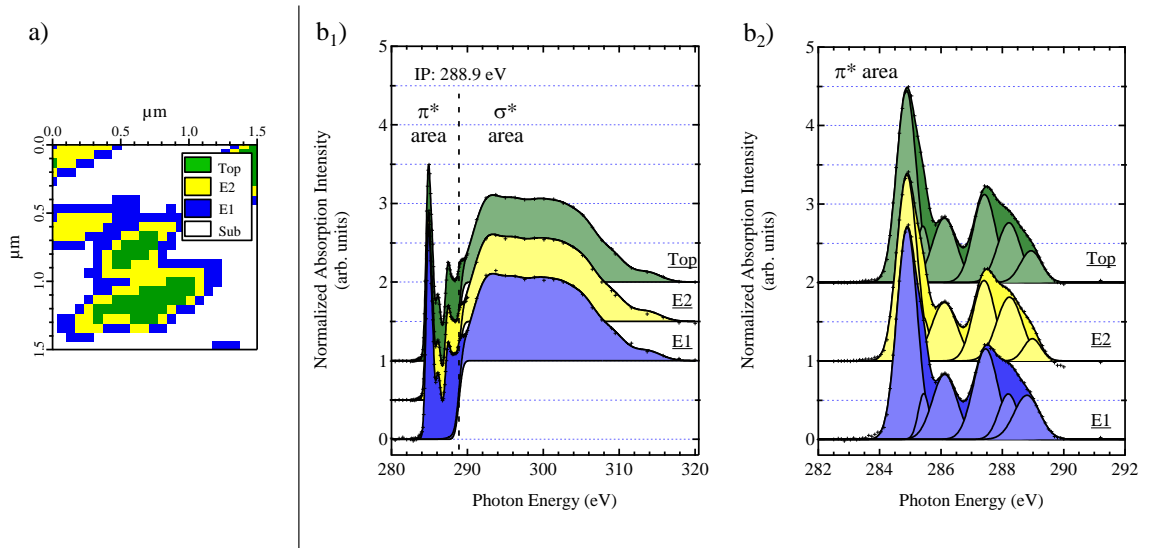 a)
µm
0.0 0.5 1.0 1.5
µm
0.0
0.5
1.0
1.5
Top
E2
E1
Sub
b1)
Normalized Absorption Intensity
(arb. units)
5
4
3
2
1
0
IP: 288.9 eV
π*
area
σ*
area
Top
E2
E1
280 290 300 310 320
Photon Energy (eV)
b2)
Normalized Absorption Intensity
(arb. units)
5
4
3
2
1
0
π* area
Top
E2
E1
282 284 286 288 290 292
Photon Energy (eV)